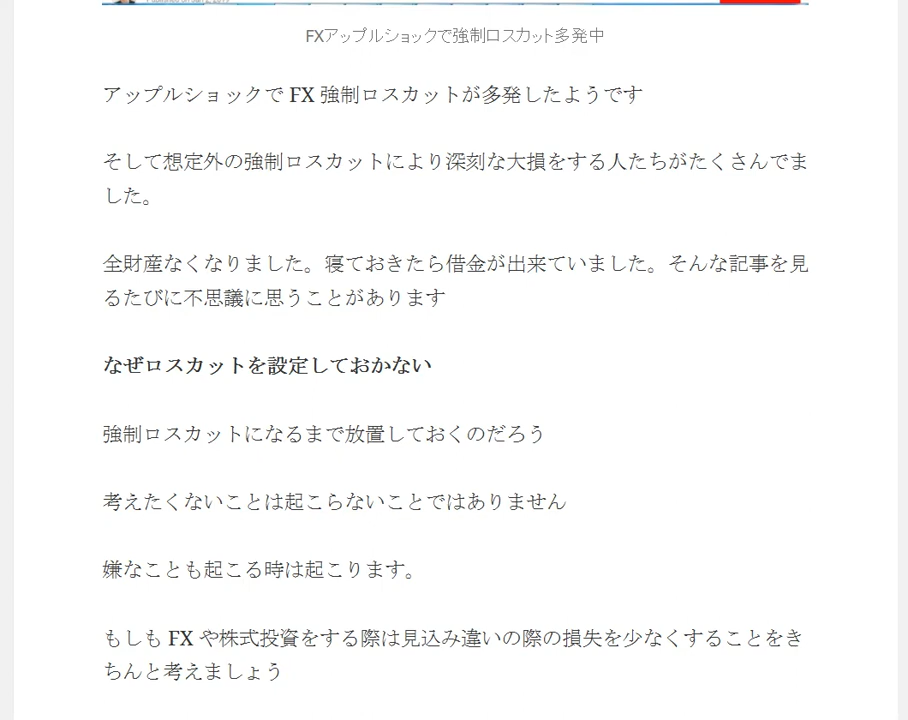 FXアップルショックで強制ロスカット多発中
アップルショックで FX 強制ロスカットが多発したようです
そして想定外の強制ロスカットにより深刻な大損をする人たちがたくさんでま
した。
全財産なくなりました。寝ておきたら借金が出来ていました。そんな記事を見
るたびに不思議に思うことがあります
なぜロスカットを設定しておかない
強制ロスカットになるまで放置しておくのだろう
考えたくないことは起こらないことではありません
嫌なことも起こる時は起こります。
もしも FX や株式投資をする際は見込み違いの際の損失を少なくすることをき
ちんと考えましょう